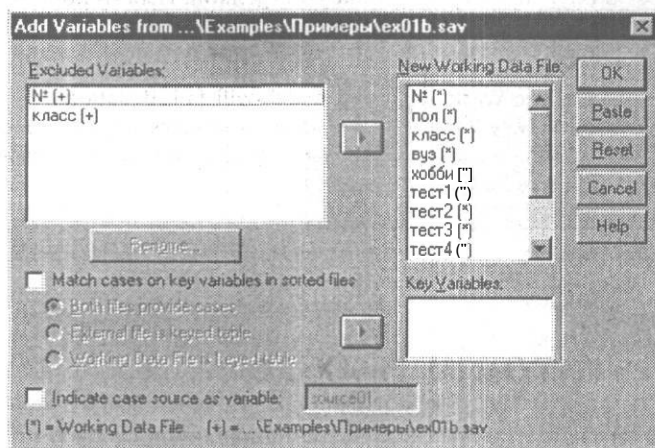 Add Variables from ...\Examples\Примеры\ex01b.sav
Excluded Variables:
№ (+)
класс (+)
Rename...
Match cases on key variables in sorted files
Both files provide cases
External file is keyed table
Working Data File is keyed table
Indicate case source as variable:
source01
(*) = Working Data File (+) = ...\Examples\Примеры\ex01b.sav
New Working Data File:
№ (*)
пол (*)
класс (*)
вуз (*)
хобби ["]
тест1 (")
тест2 (*)
тест3 (*)
тест4 (")
Key Variables:
OK
Paste
Reset
Cancel
Help